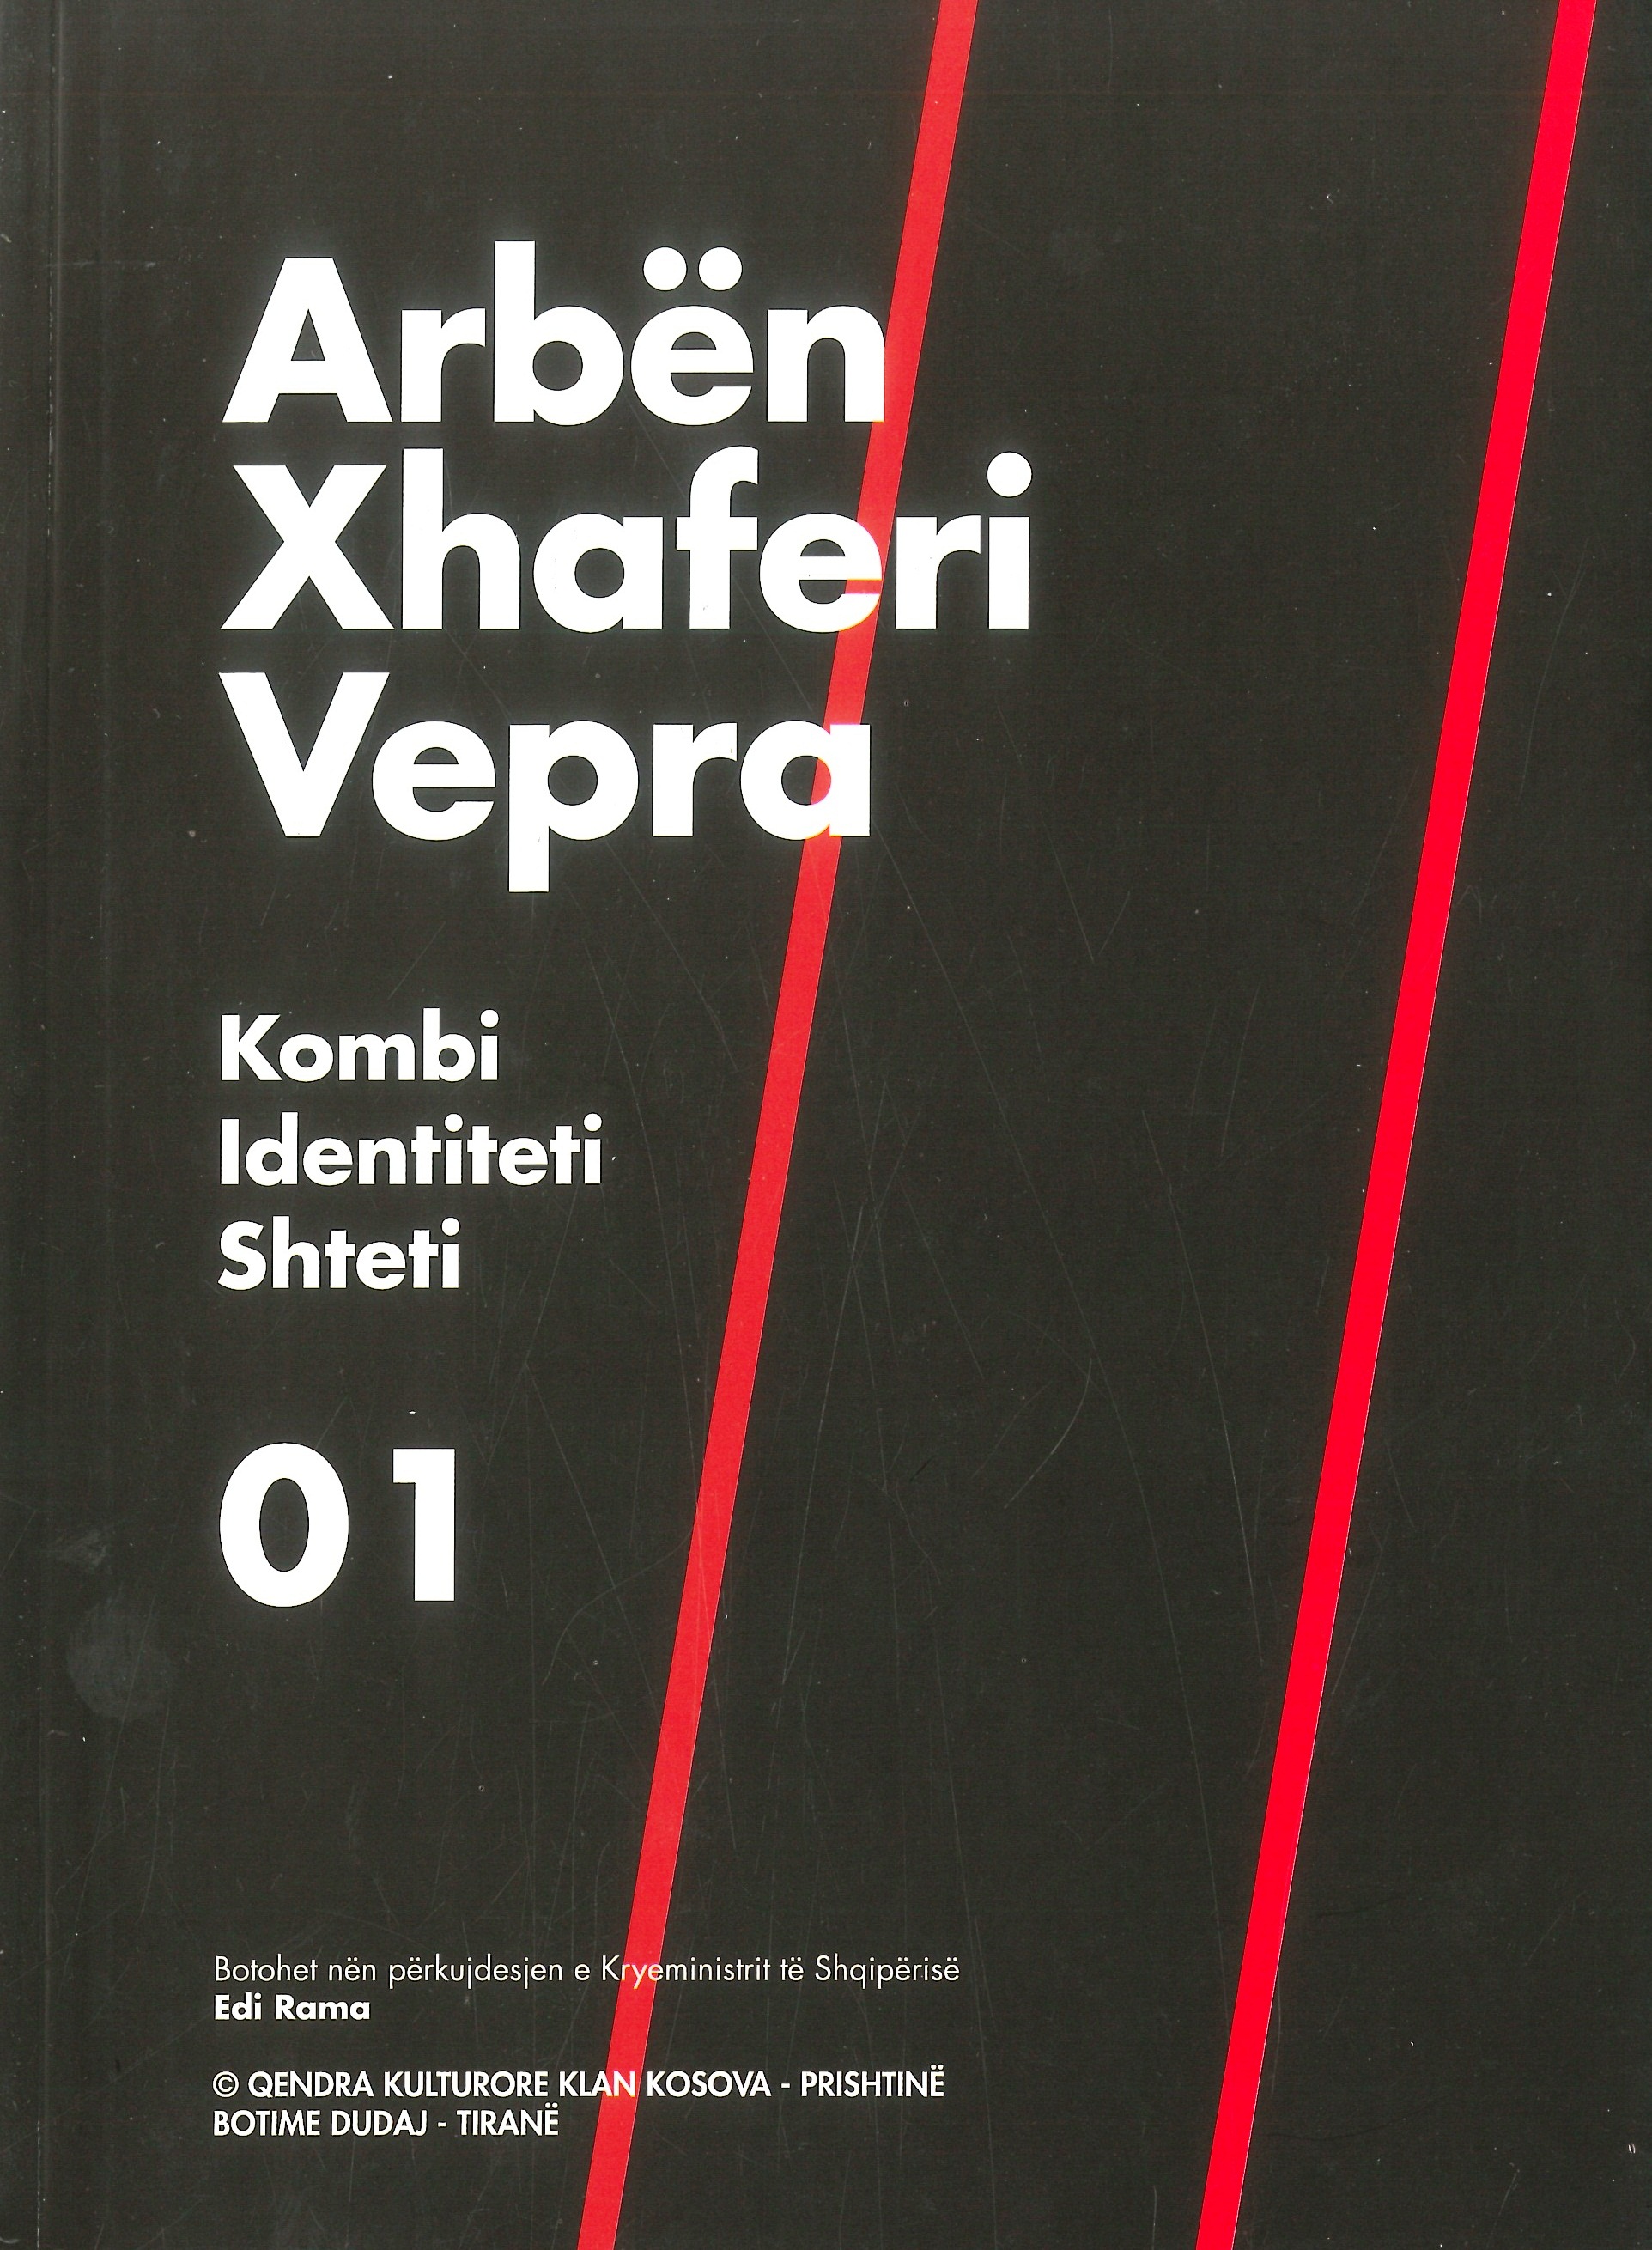 Arbën
Xhaferi
Vepra
Kombi
Identiteti
Shteti
01
Botohet nën përkujdesjen e Kryeministrit të Shqipërisë
Edi Rama
© QENDRA KULTURORE KLAN KOSOVA - PRISHTINË
BOTIME DUDAJ - TIRANË